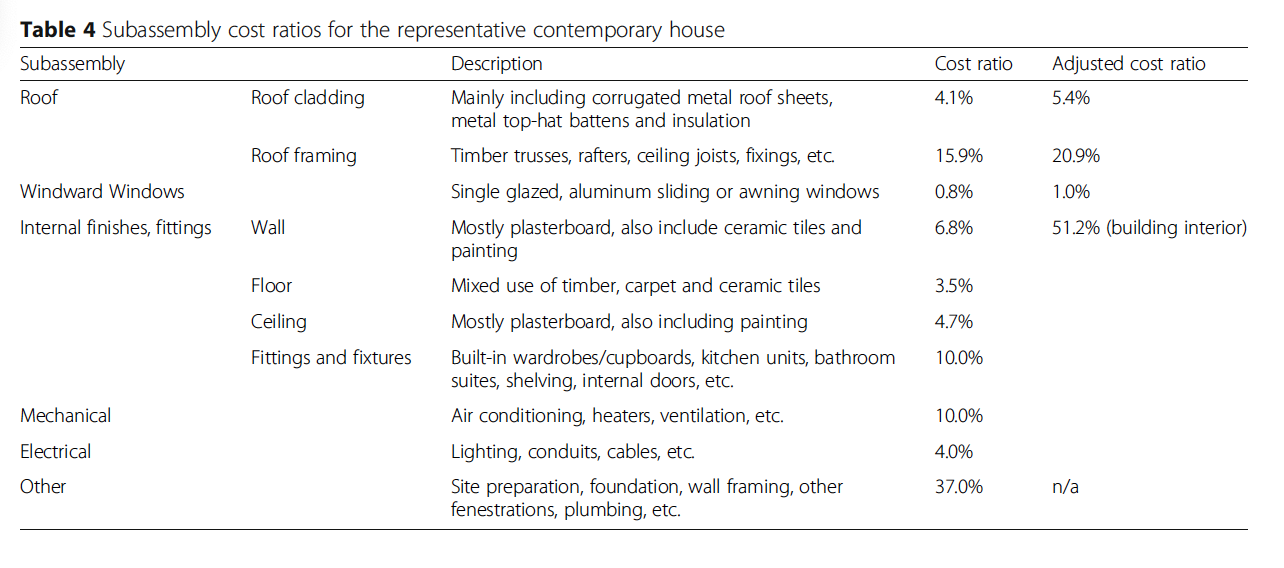 Table 4 Subassembly cost ratios for the representative contemporary house
Subassembly Description Cost ratio Adjusted cost ratio
Roof Roof cladding Mainly including corrugated metal roof sheets, 4.1% 5.4%
metal top-hat battens and insulation
Roof framing Timber trusses, rafters, ceiling joists, fixings, etc. 15.9% 20.9%
Windward Windows Single glazed, aluminum sliding or awning windows 0.8% 1.0%
Internal finishes, fittings Wall Mostly plasterboard, also include ceramic tiles and 6.8% 51.2% (building interior)
painting
Floor Mixed use of timber, carpet and ceramic tiles 3.5%
Ceiling Mostly plasterboard, also including painting 4.7%
Fittings and fixtures Built-in wardrobes/cupboards, kitchen units, bathroom 10.0%
suites, shelving, internal doors, etc.
Mechanical Air conditioning, heaters, ventilation, etc. 10.0%
Electrical Lighting, conduits, cables, etc. 4.0%
Other Site preparation, foundation, wall framing, other 37.0% n/a
fenestrations, plumbing, etc.